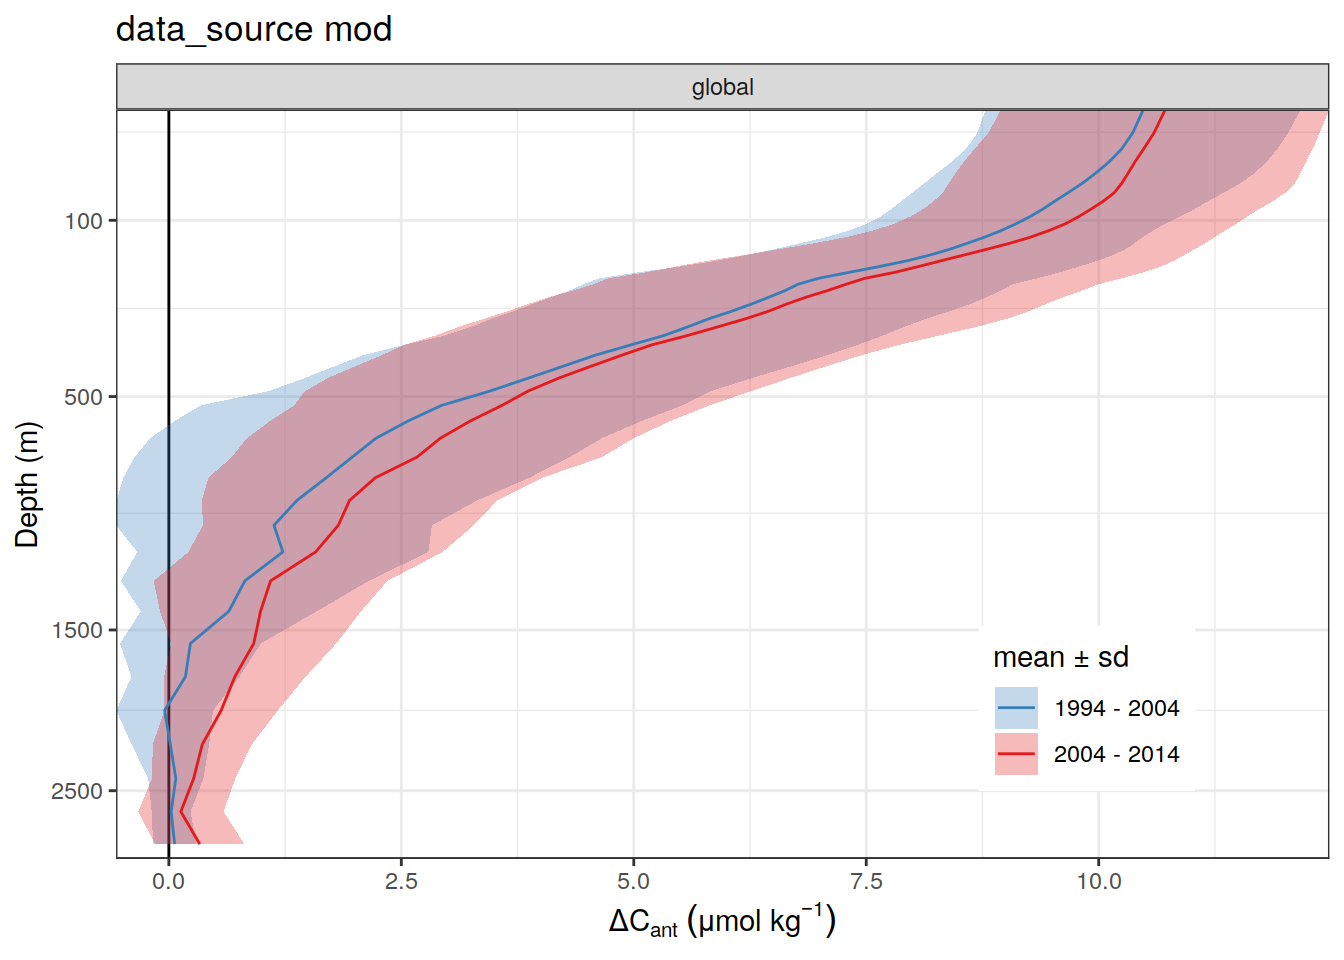 data_source mod
global
100
500
1500
2500
Depth (m)
mean ± sd
1994 - 2004
2004 - 2014
0.0 2.5 5.0 7.5 10.0
ΔCant (μmol kg⁻¹)